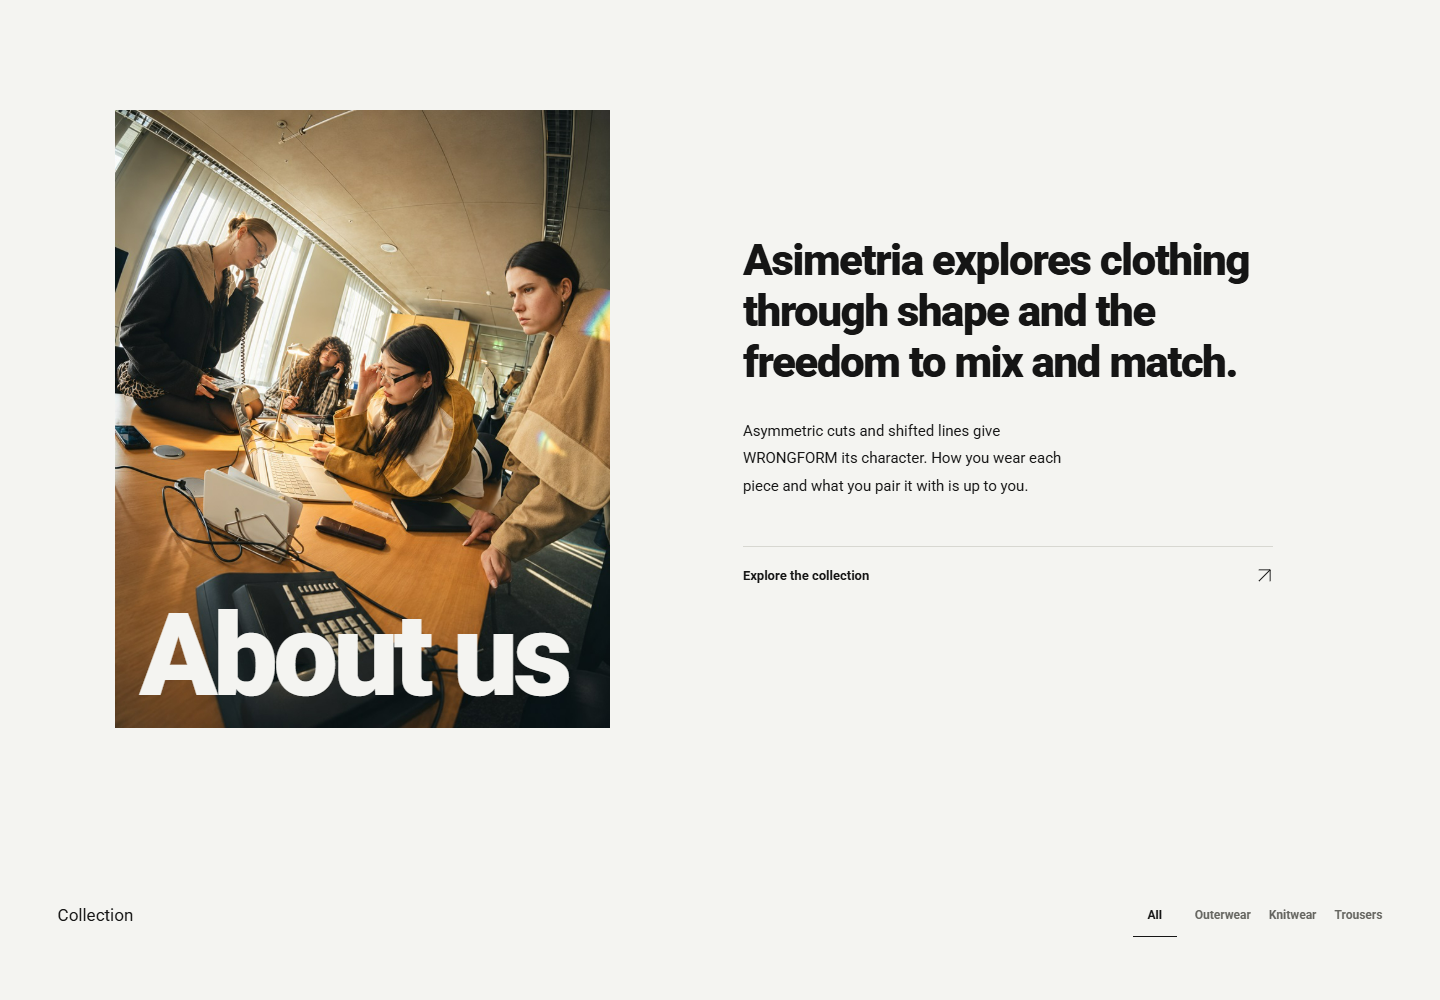 About us
Asimetria explores clothing
through shape and the
freedom to mix and match.
Asymmetric cuts and shifted lines give
WRONGFORM its character. How you wear each
piece and what you pair it with is up to you.
Explore the collection
Collection
All Outerwear Knitwear Trousers